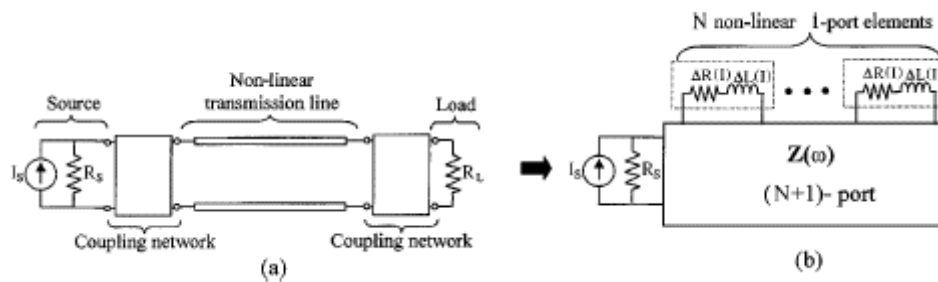 Source
Non-linear
transmission line
Load
I_S
R_S
R_L
Coupling network
Coupling network
(a)
N non-linear 1-port elements
ΔR(I) ΔL(I)
ΔR(I) ΔL(I)
I_S
R_S
Z(ω)
(N+1)- port
(b)